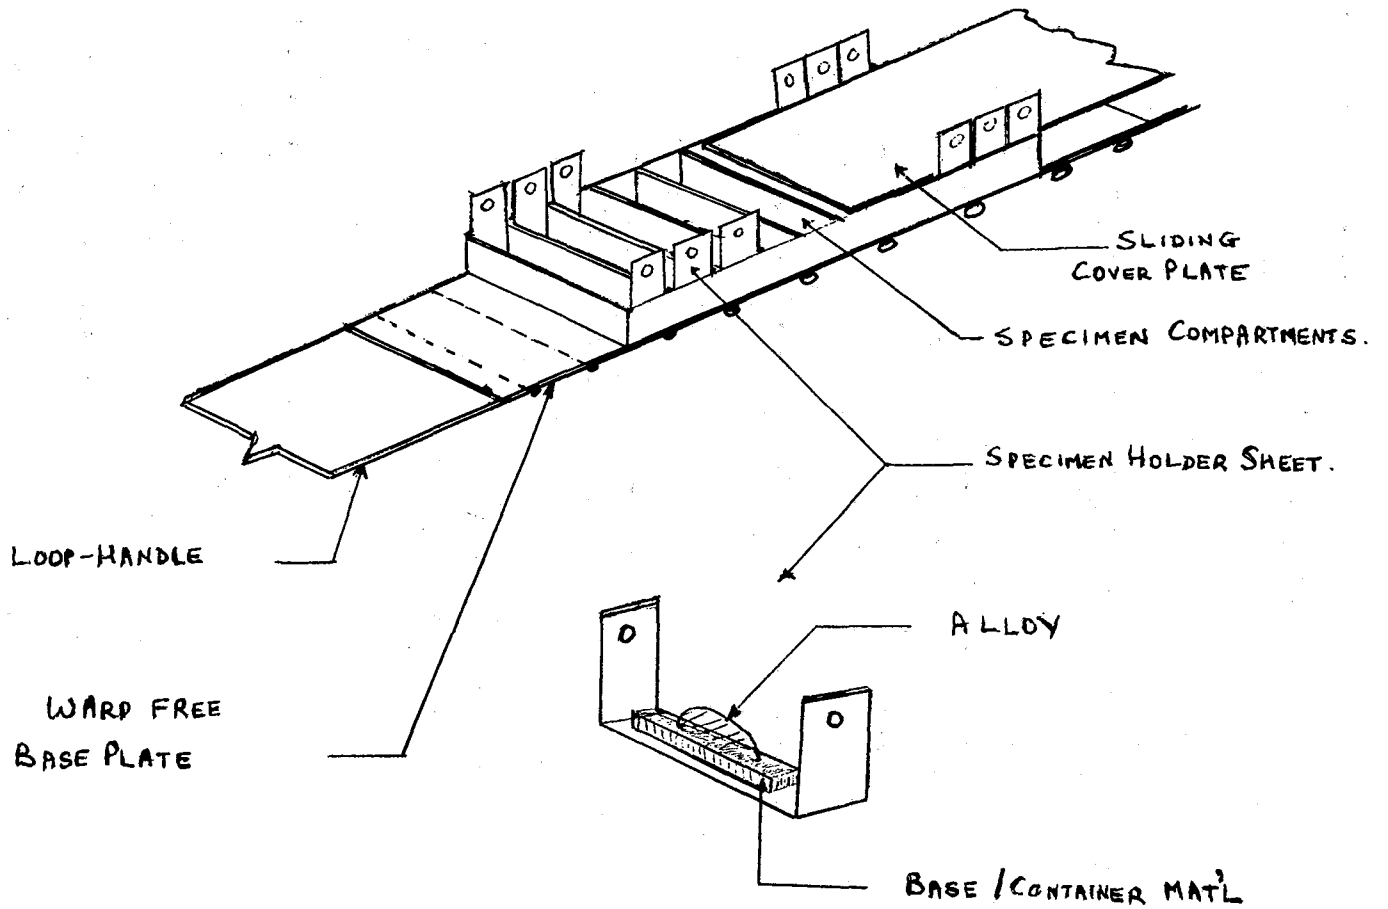 SLIDING
COVER PLATE
SPECIMEN COMPARTMENTS.
SPECIMEN HOLDER SHEET.
LOOP-HANDLE
ALLOY
WARP FREE
BASE PLATE
BASE / CONTAINER MAT'L